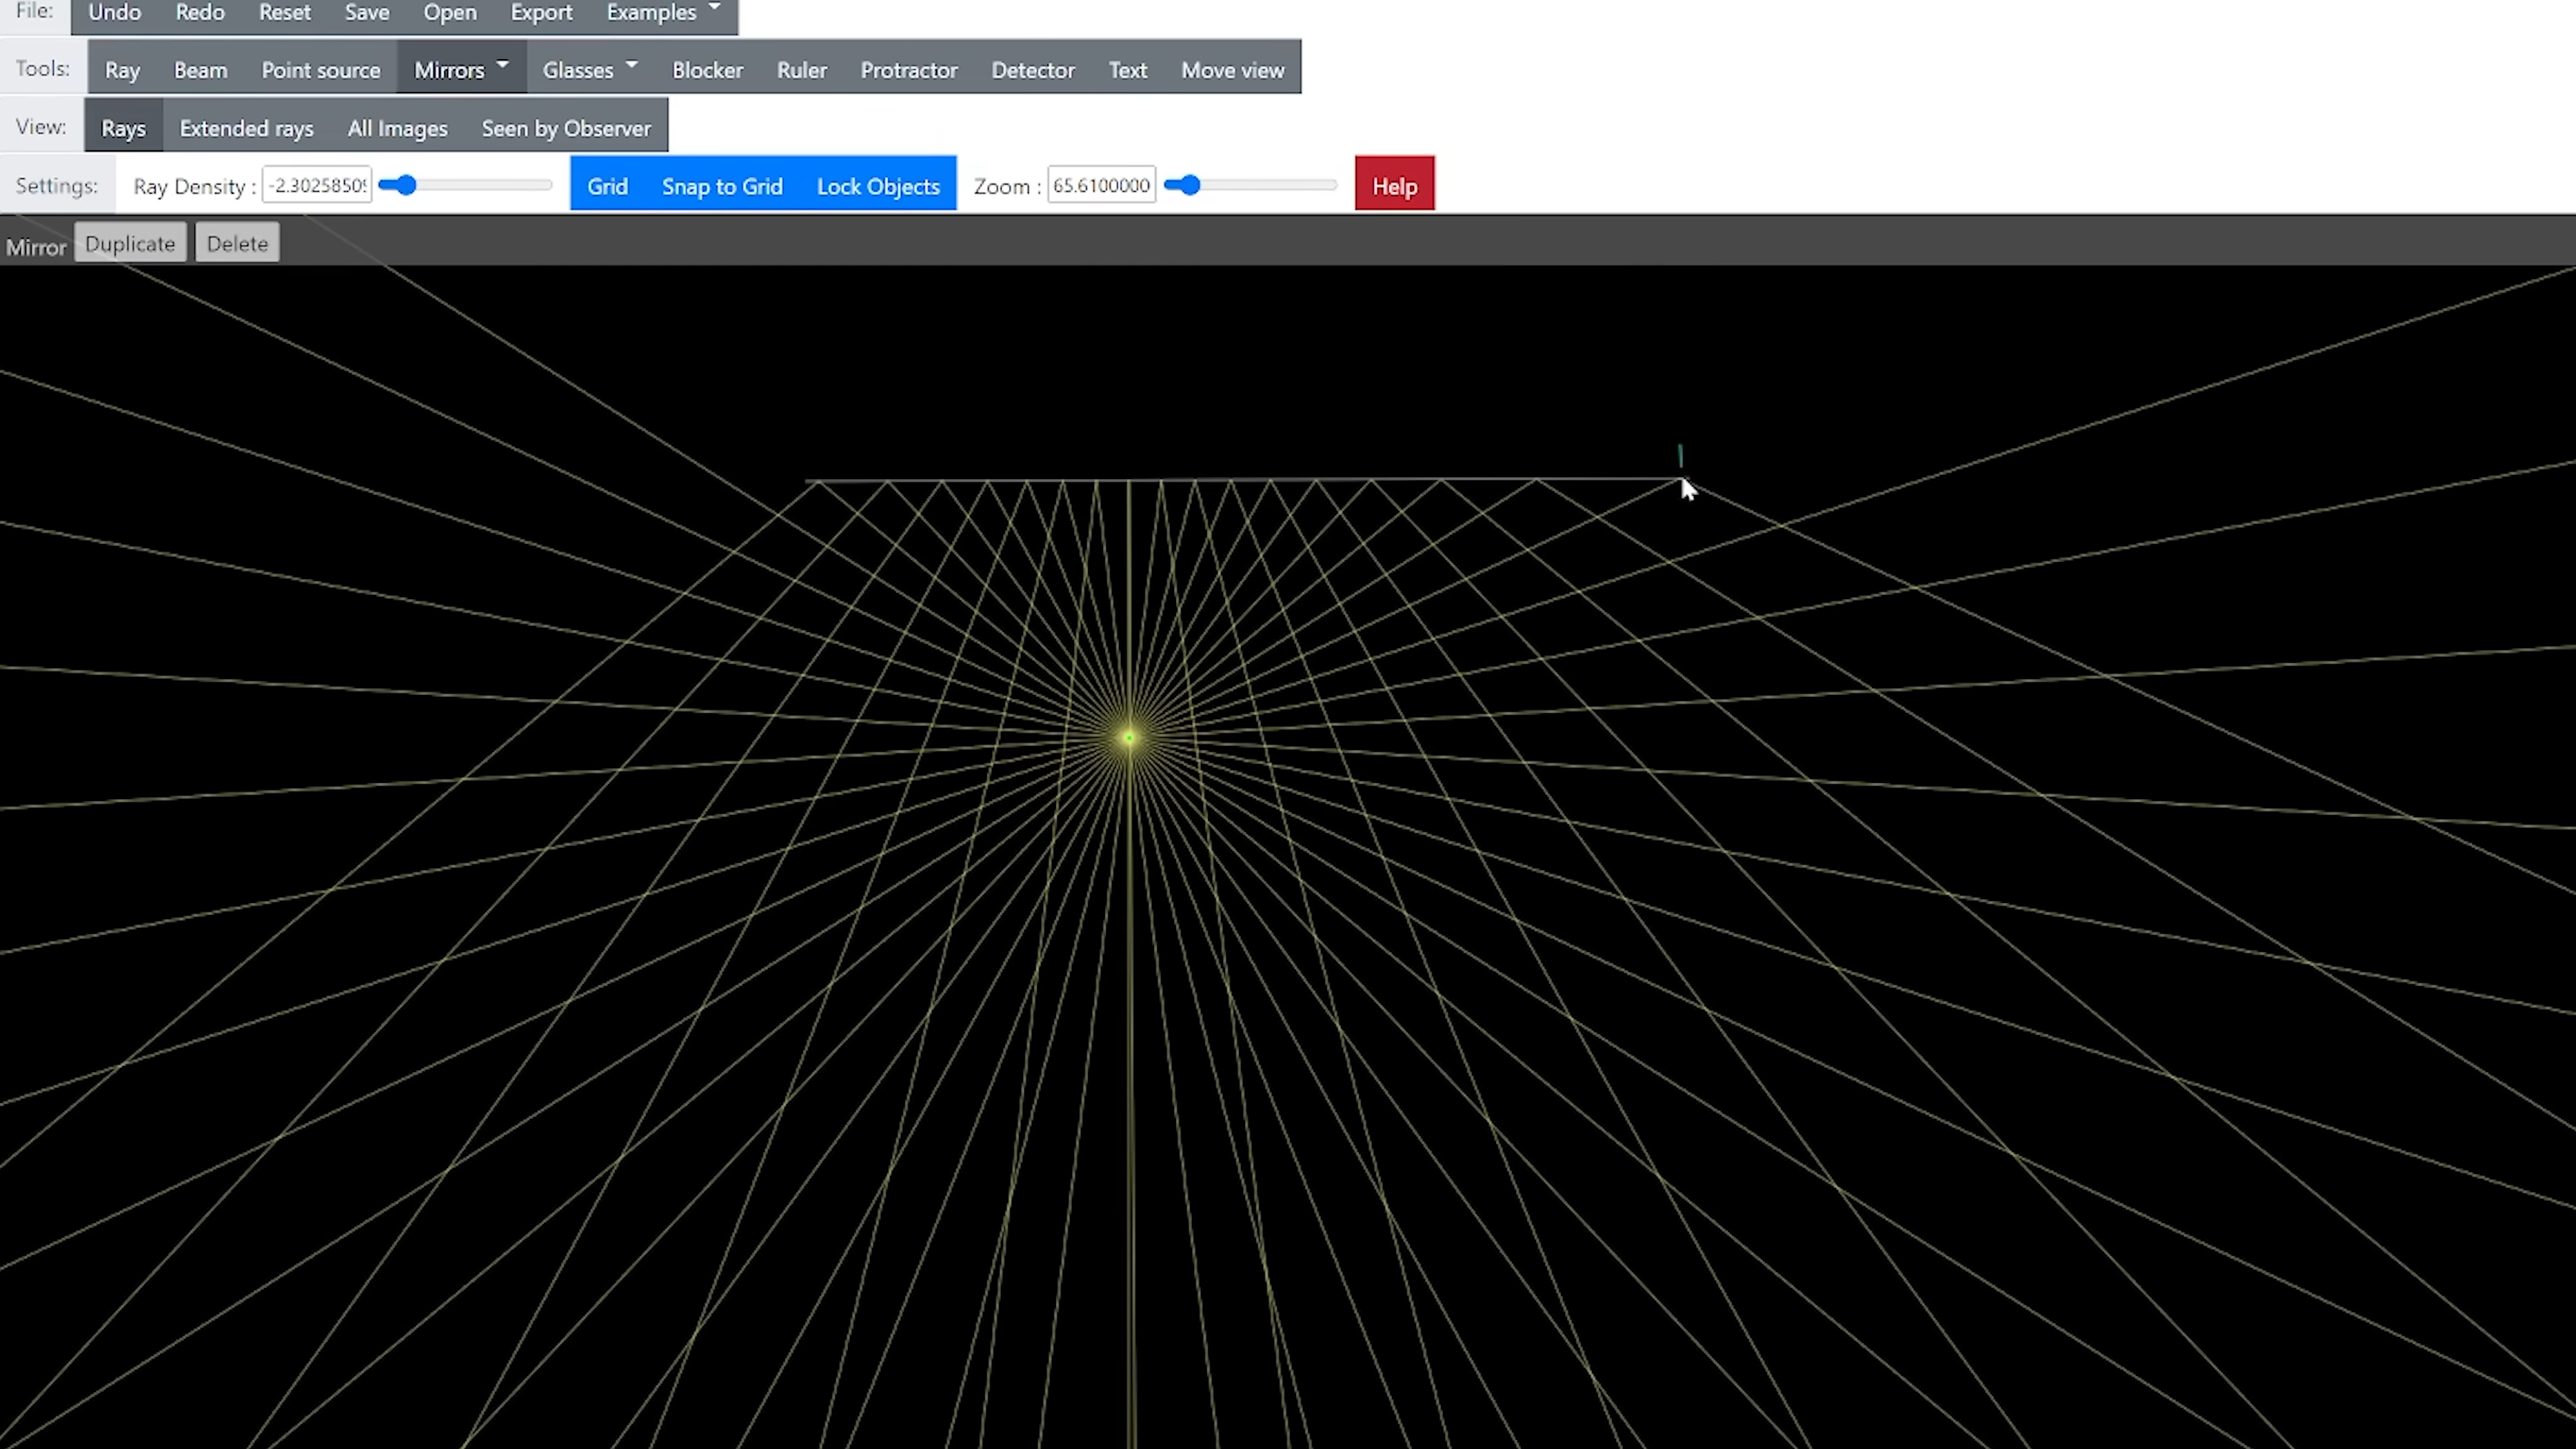 File: Undo Redo Reset Save Open Export Examples
Tools: Ray Beam Point source Mirrors Glasses Blocker Ruler Protractor Detector Text Move view
View: Rays Extended rays All Images Seen by Observer
Settings: Ray Density : -2.3025850 Grid Snap to Grid Lock Objects Zoom : 65.6100000 Help
Mirror Duplicate Delete